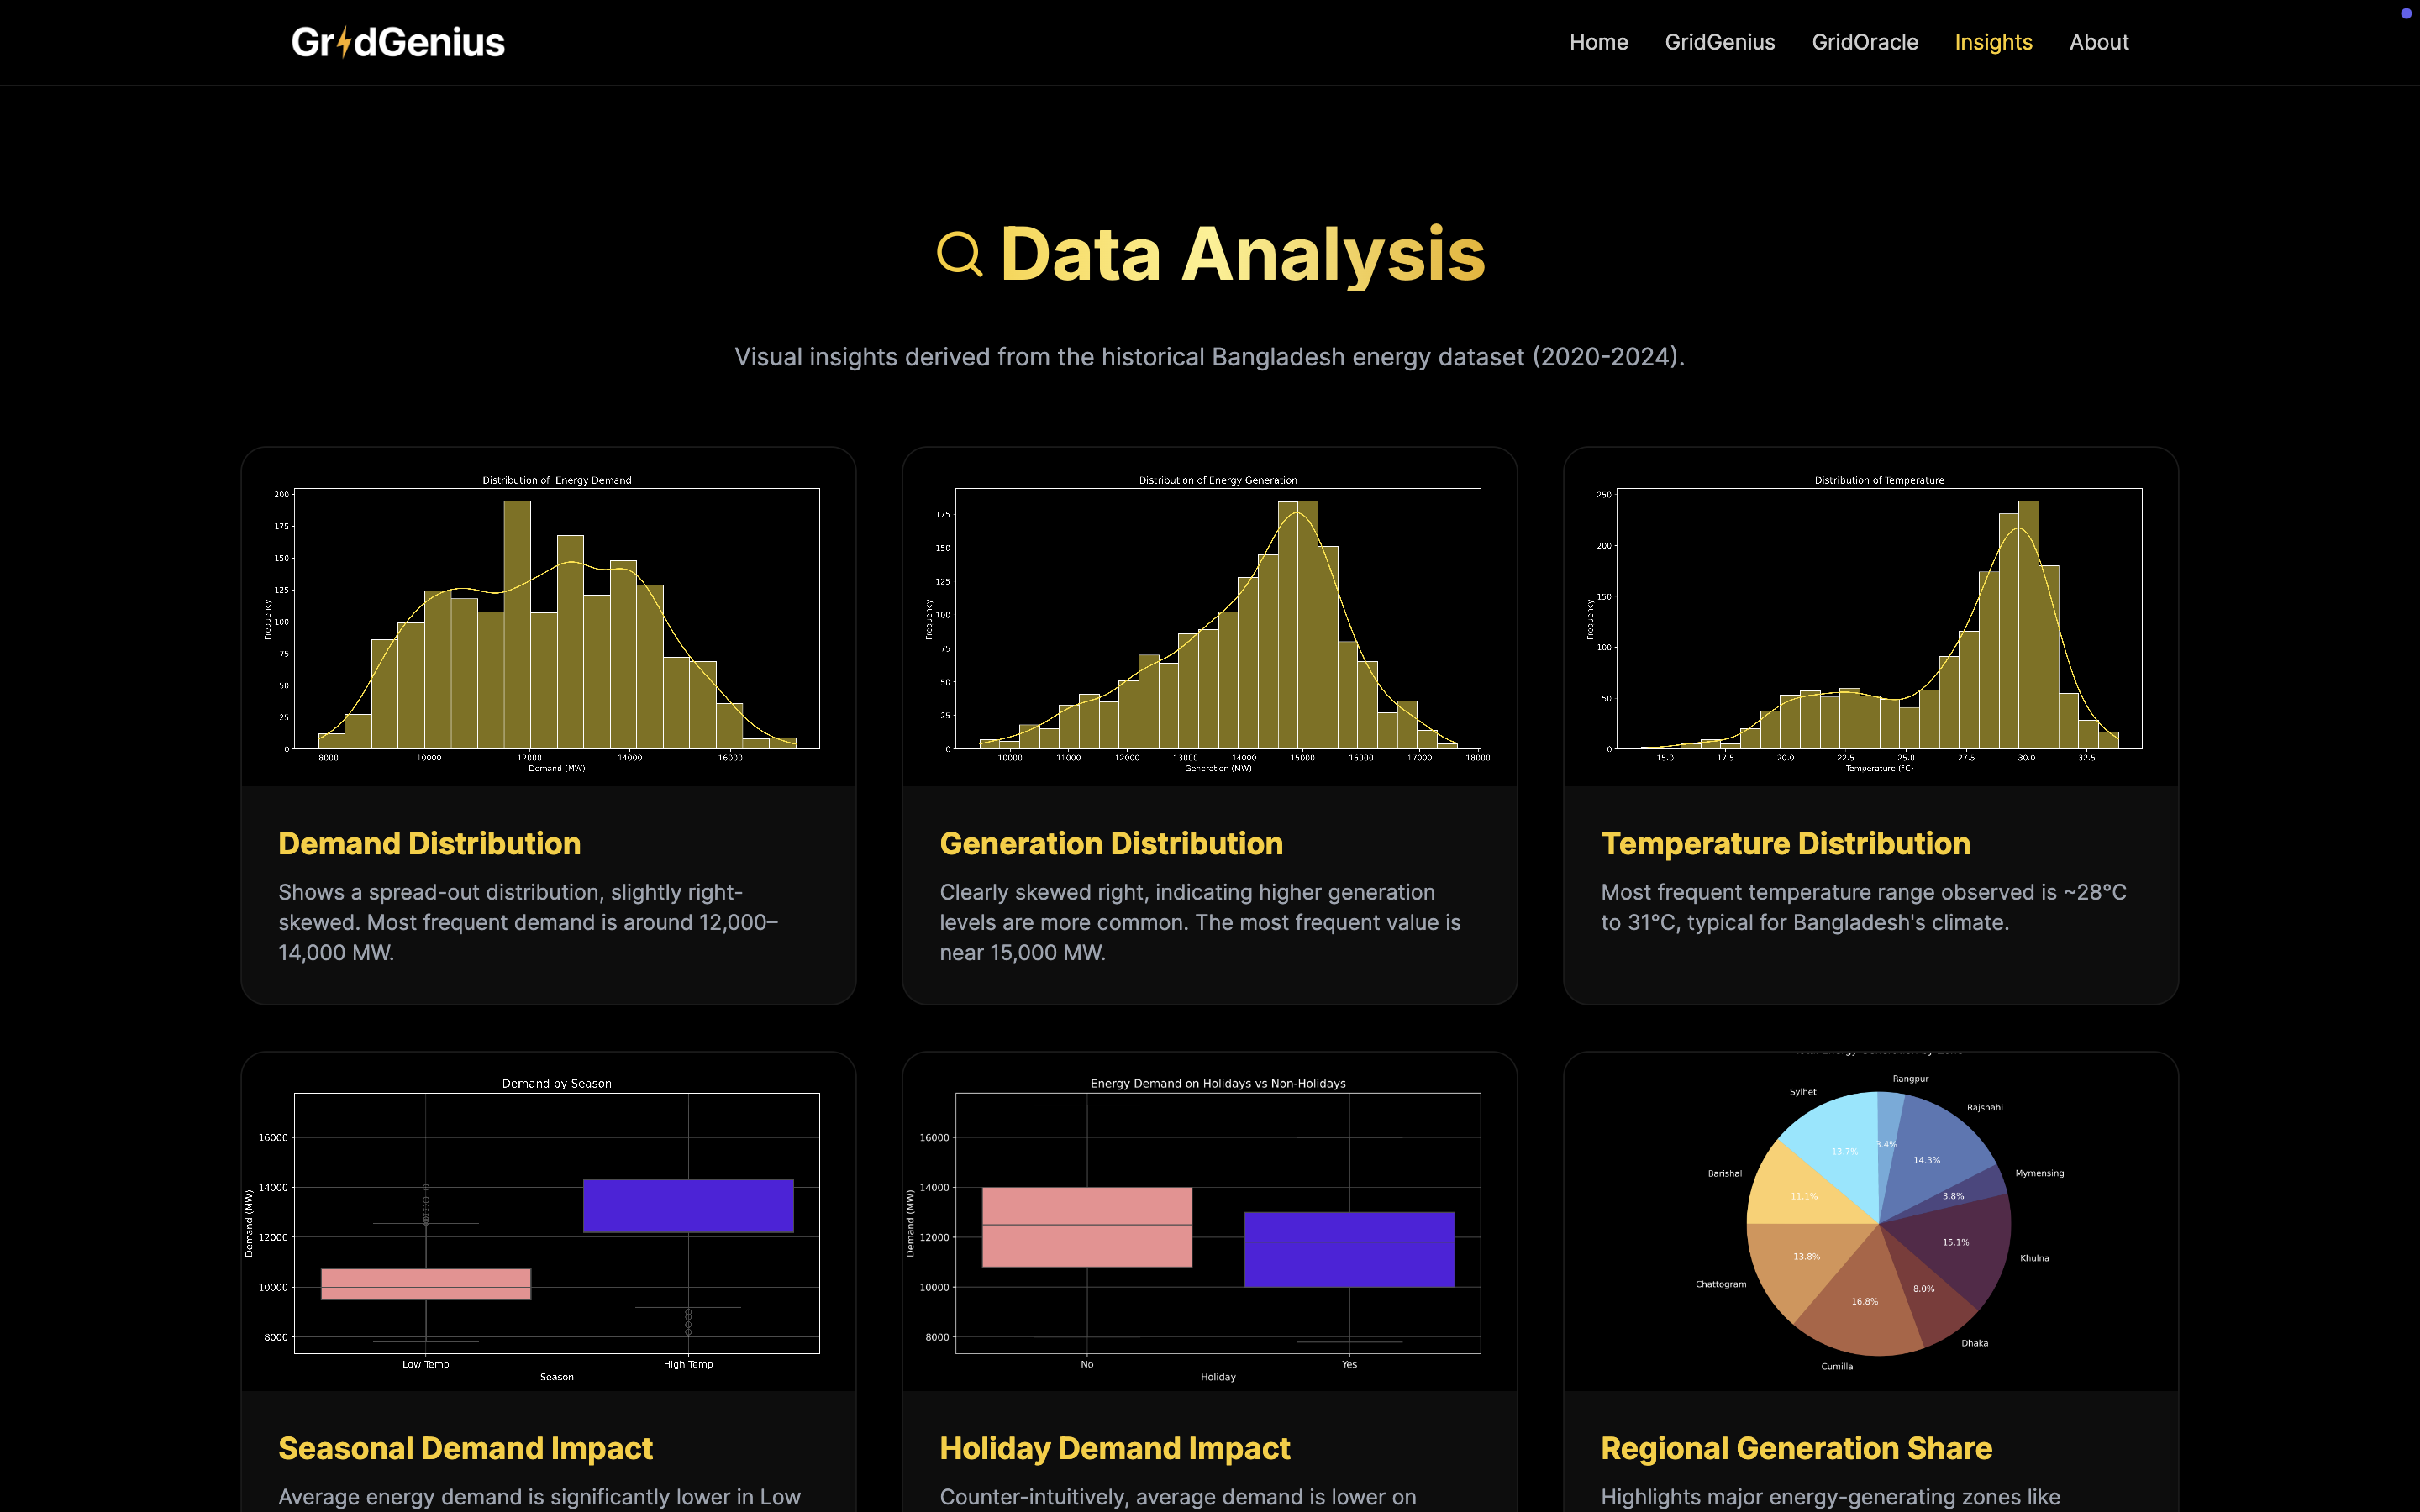 GridGenius
Home GridGenius GridOracle Insights About
Data Analysis
Visual insights derived from the historical Bangladesh energy dataset (2020-2024).
Distribution of Energy Demand
Frequency
200
175
150
125
100
75
50
25
0
8000 10000 12000 14000 16000
Demand (MW)
Distribution of Energy Generation
Frequency
175
150
125
100
75
50
25
0
10000 11000 12000 13000 14000 15000 16000 17000 18000
Generation (MW)
Distribution of Temperature
Frequency
250
200
150
100
50
0
15.0 17.5 20.0 22.5 25.0 27.5 30.0 32.5
Temperature (°C)
Demand Distribution
Shows a spread-out distribution, slightly right-
skewed. Most frequent demand is around 12,000–
14,000 MW.
Generation Distribution
Clearly skewed right, indicating higher generation
levels are more common. The most frequent value is
near 15,000 MW.
Temperature Distribution
Most frequent temperature range observed is ~28°C
to 31°C, typical for Bangladesh's climate.
Demand by Season
Demand (MW)
16000
14000
12000
10000
8000
Low Temp High Temp
Season
Energy Demand on Holidays vs Non-Holidays
Demand (MW)
16000
14000
12000
10000
8000
No Yes
Holiday
Total Energy Generation by Zone
Rangpur
Sylhet
Rajshahi
3.4%
13.7%
14.3%
Barishal
Mymensing
11.1%
3.8%
15.1%
13.8%
Khulna
Chattogram
8.0%
16.8%
Dhaka
Cumilla
Seasonal Demand Impact
Average energy demand is significantly lower in Low
Holiday Demand Impact
Counter-intuitively, average demand is lower on
Regional Generation Share
Highlights major energy-generating zones like